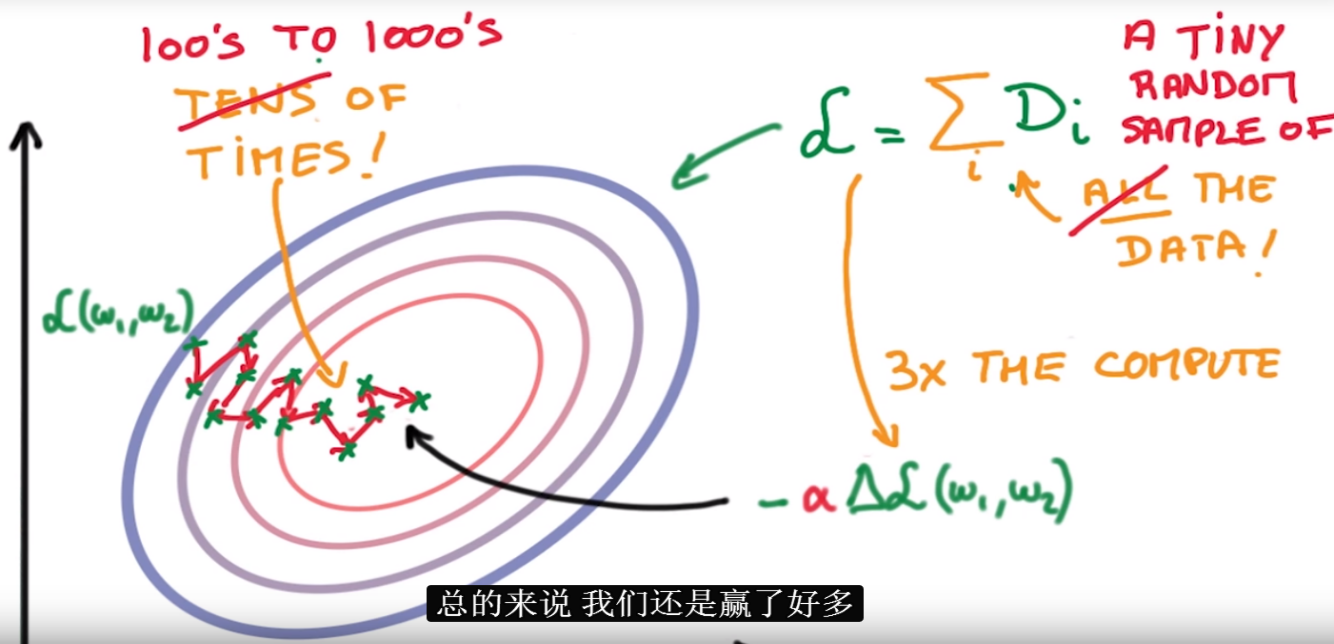 100's TO 1000's
TENS OF
TIMES!
L = Σ Di
i
A TINY
RANDOM
SAMPLE OF
ALL THE
DATA!
L(w₁,w₂)
3x THE COMPUTE
-α ΔL(w₁,w₂)
总的来说 我们还是赢了好多